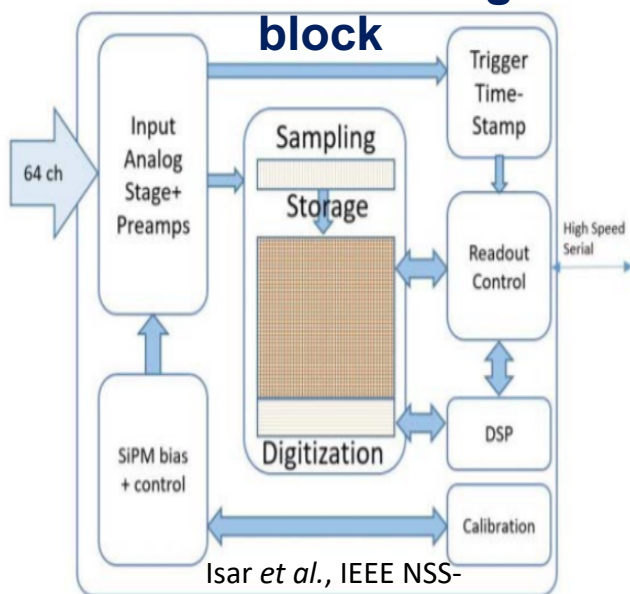 block
64 ch
Input
Analog
Stage+
Preamps
Trigger
Time-
Stamp
Sampling
Storage
Digitization
Readout
Control
High Speed
Serial
DSP
SiPM bias
+ control
Calibration
Isar et al., IEEE NSS-